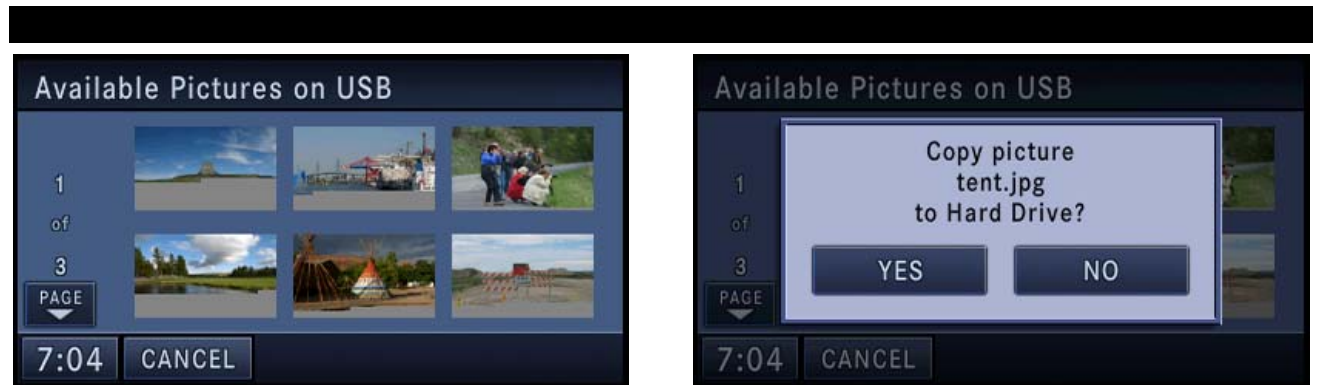 Available Pictures on USB
1
of
3
PAGE
7:04 CANCEL
Available Pictures on USB
Copy picture
tent.jpg
to Hard Drive?
YES NO
1
of
3
PAGE
7:04 CANCEL